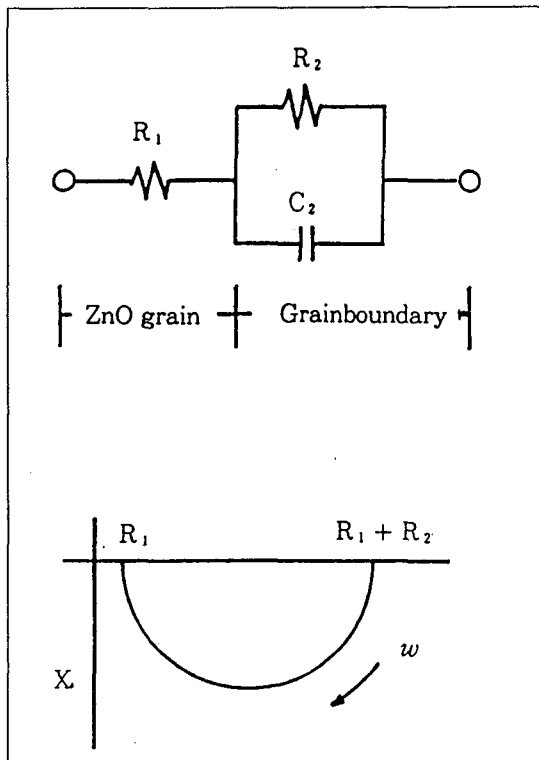 R₂
R₁
C₂
ZnO grain Grainboundary
R₁ R₁ + R₂
w
X